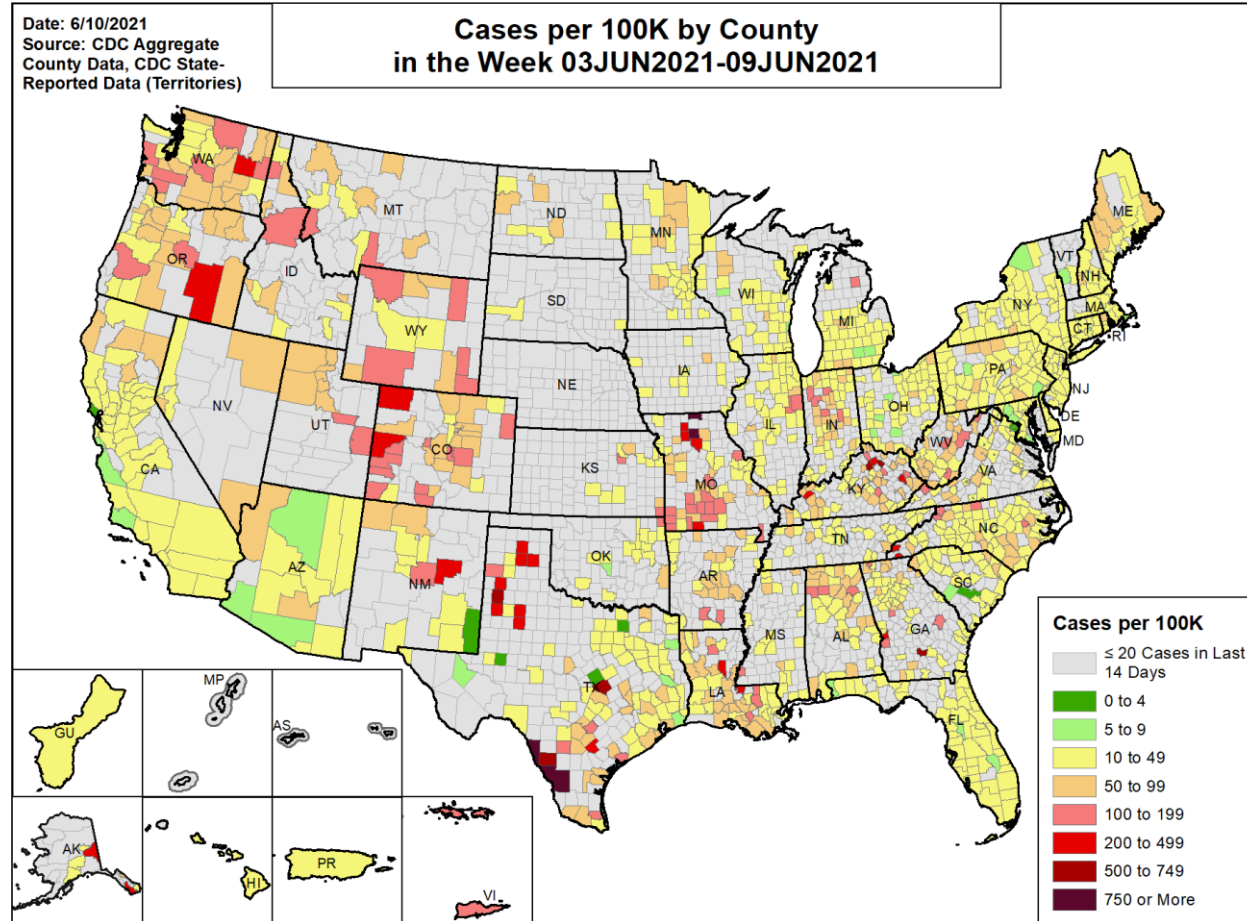 Date: 6/10/2021
Source: CDC Aggregate
County Data, CDC State-
Reported Data (Territories)
Cases per 100K by County
in the Week 03JUN2021-09JUN2021
WA
MT
ND
MN
ME
OR
ID
SD
WI
MI
VT
NH
NY
MA
CT
RI
WY
IA
NE
PA
NJ
NV
UT
CO
IL
IN
OH
DE
MD
WV
VA
CA
KS
MO
KY
NC
AZ
NM
OK
AR
TN
SC
MS
AL
GA
TX
LA
FL
GU
MP
AS
AK
HI
PR
VI
Cases per 100K
≤ 20 Cases in Last
14 Days
0 to 4
5 to 9
10 to 49
50 to 99
100 to 199
200 to 499
500 to 749
750 or More